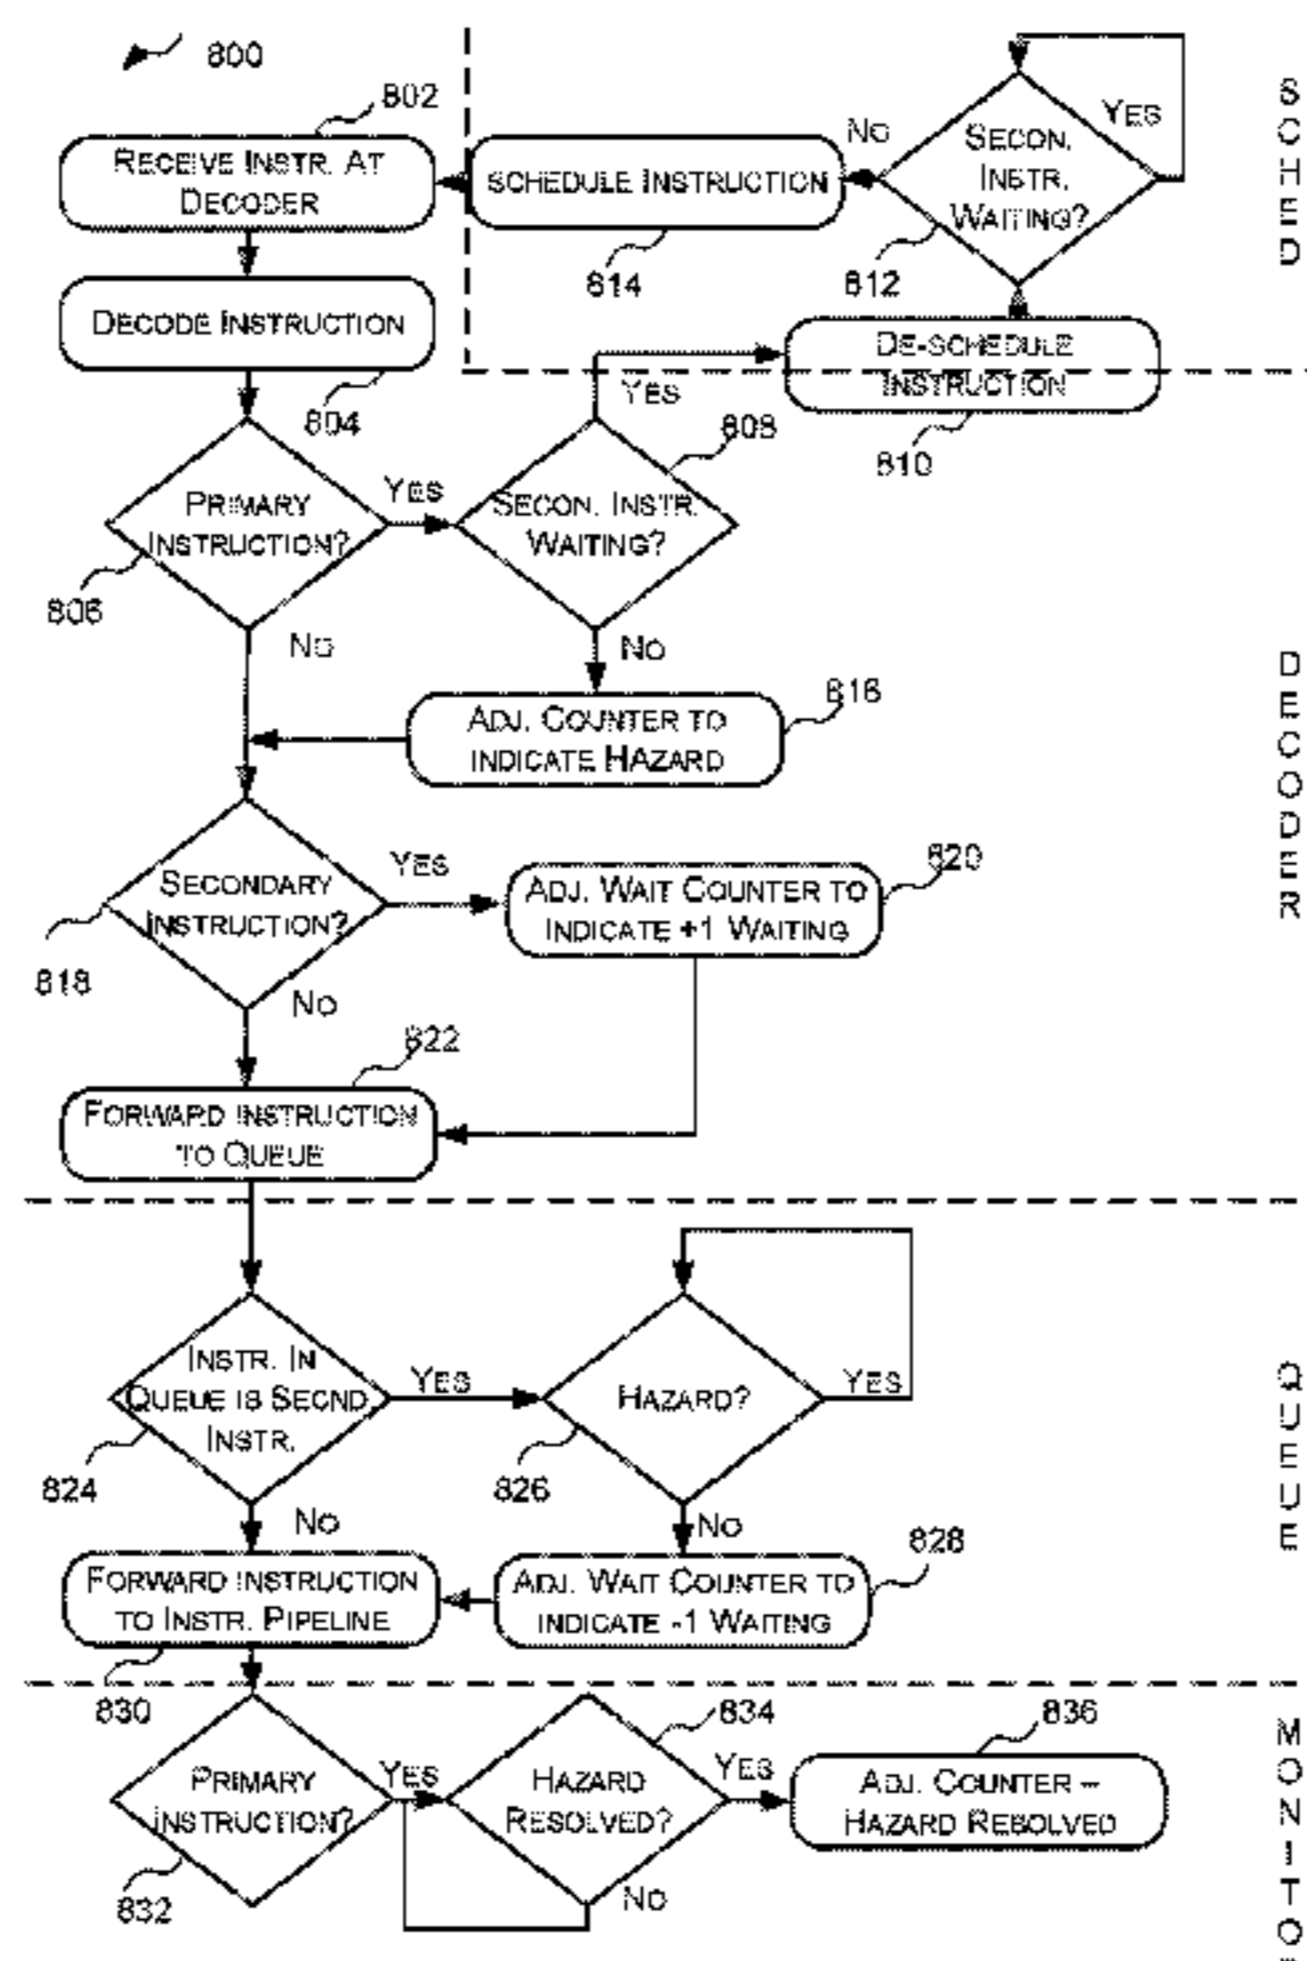 800
802
RECEIVE INSTR. AT
DECODER
SCHEDULE INSTRUCTION
814
NO
SECON.
INSTR.
WAITING?
YES
812
SCHED
DECODE INSTRUCTION
804
DE-SCHEDULE
INSTRUCTION
810
YES
808
PRIMARY
INSTRUCTION?
YES
806
NO
SECON. INSTR.
WAITING?
NO
ADJ. COUNTER TO
INDICATE HAZARD
816
DECODER
SECONDARY
INSTRUCTION?
YES
818
NO
ADJ. WAIT COUNTER TO
INDICATE +1 WAITING
820
822
FORWARD INSTRUCTION
TO QUEUE
INSTR. IN
QUEUE IS SECND.
INSTR.
YES
824
NO
HAZARD?
YES
826
NO
QUEUE
828
FORWARD INSTRUCTION
TO INSTR. PIPELINE
ADJ. WAIT COUNTER TO
INDICATE -1 WAITING
830
PRIMARY
INSTRUCTION?
YES
832
834
HAZARD
RESOLVED?
YES
NO
836
ADJ. COUNTER –
HAZARD RESOLVED
MONITO